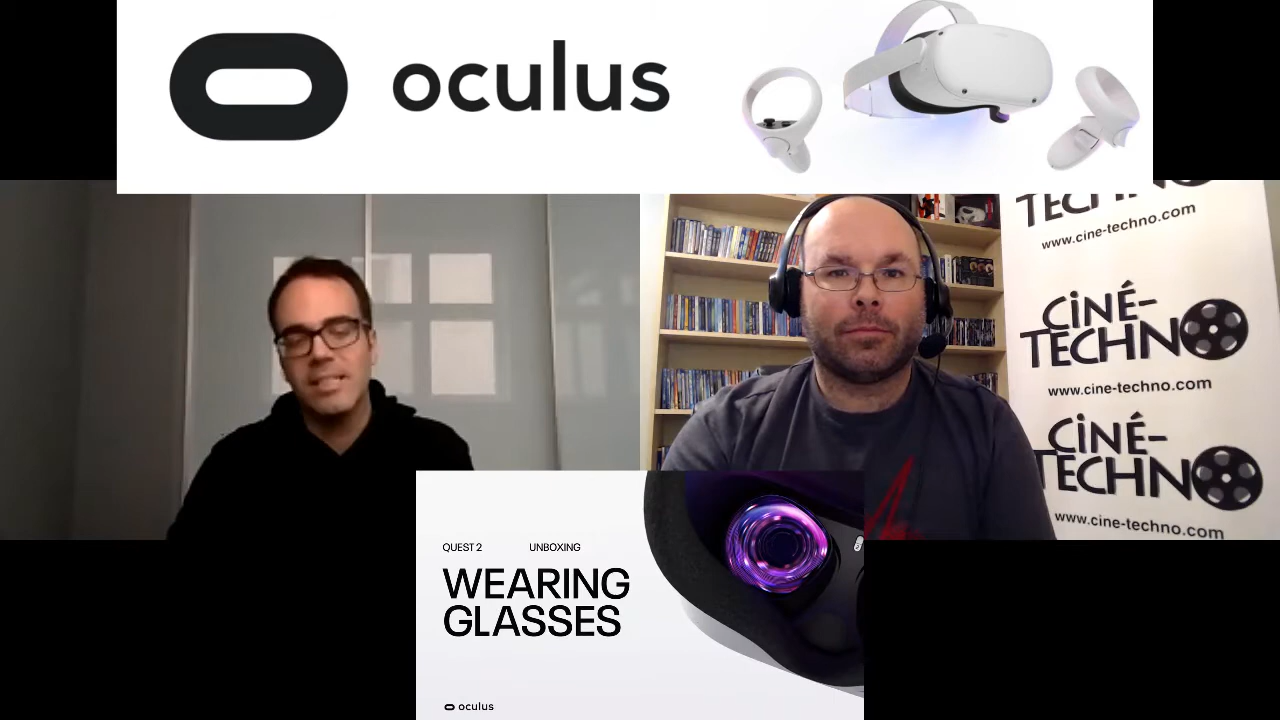 oculus
TECHNO
www.cine-techno.com
CiNÉ-
TECHNO
www.cine-techno.com
CiNÉ-
TECHNO
www.cine-techno.com
QUEST 2 UNBOXING
WEARING
GLASSES
oculus